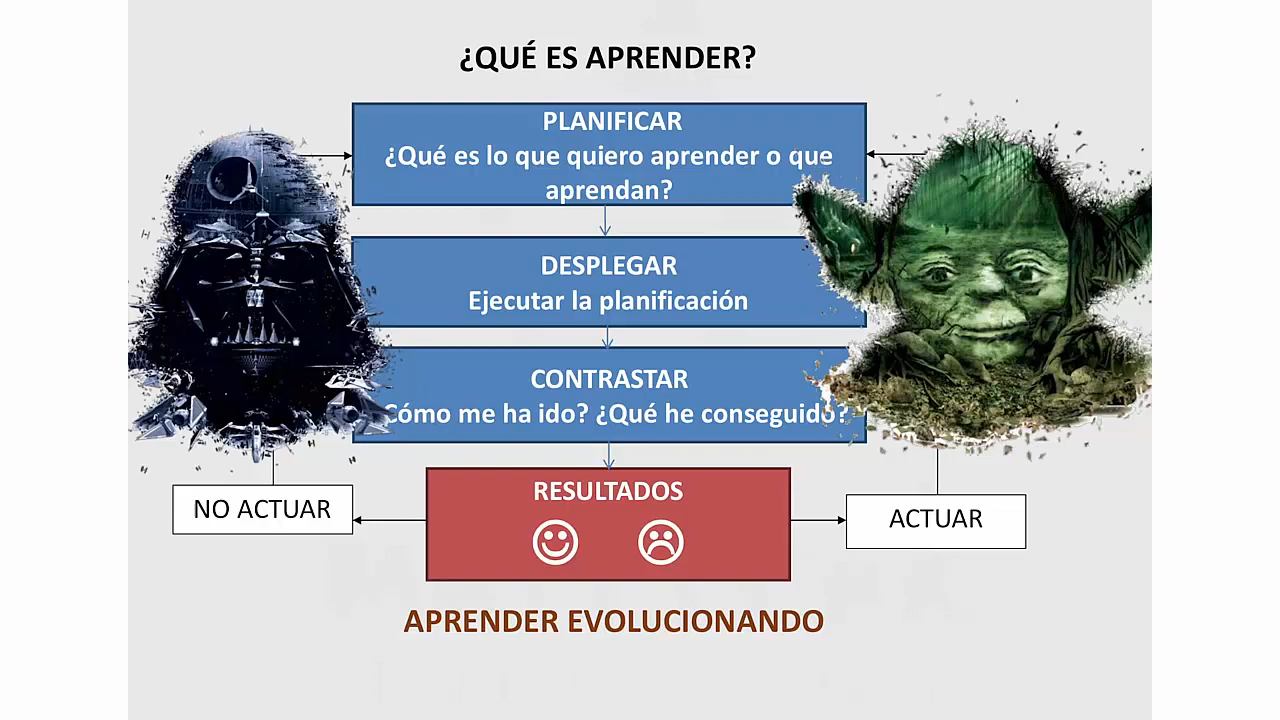 ¿QUÉ ES APRENDER?
PLANIFICAR
¿Qué es lo que quiero aprender o que
aprendan?
DESPLEGAR
Ejecutar la planificación
CONTRASTAR
Cómo me ha ido? ¿Qué he conseguido?
RESULTADOS
NO ACTUAR
ACTUAR
APRENDER EVOLUCIONANDO